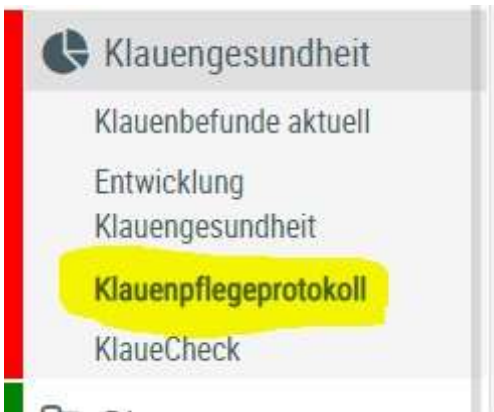 Klauengesundheit
Klauenbefunde aktuell
Entwicklung
Klauengesundheit
Klauenpflegeprotokoll
KlaueCheck